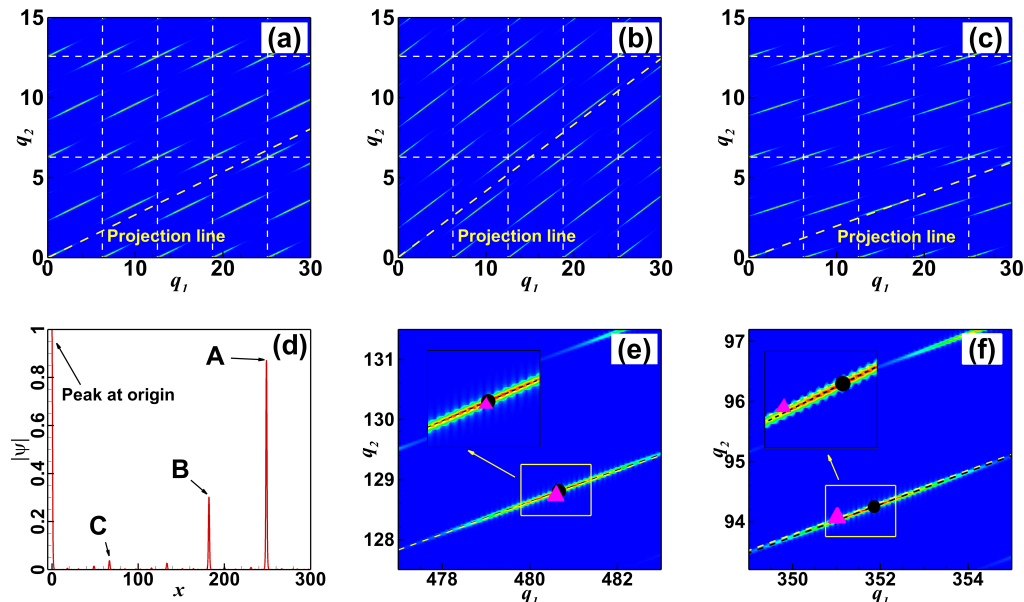 15
10
5
0
q2
(a)
Projection line
0
10
20
30
q1
15
10
5
0
q2
(b)
Projection line
0
10
20
30
q1
15
10
5
0
q2
(c)
Projection line
0
10
20
30
q1
1
0.8
0.6
0.4
0.2
0
|ψ|
(d)
A
Peak at origin
B
C
0
100
200
300
x
131
130
129
128
q2
(e)
478
480
482
q1
97
96
95
94
q2
(f)
350
352
354
q1